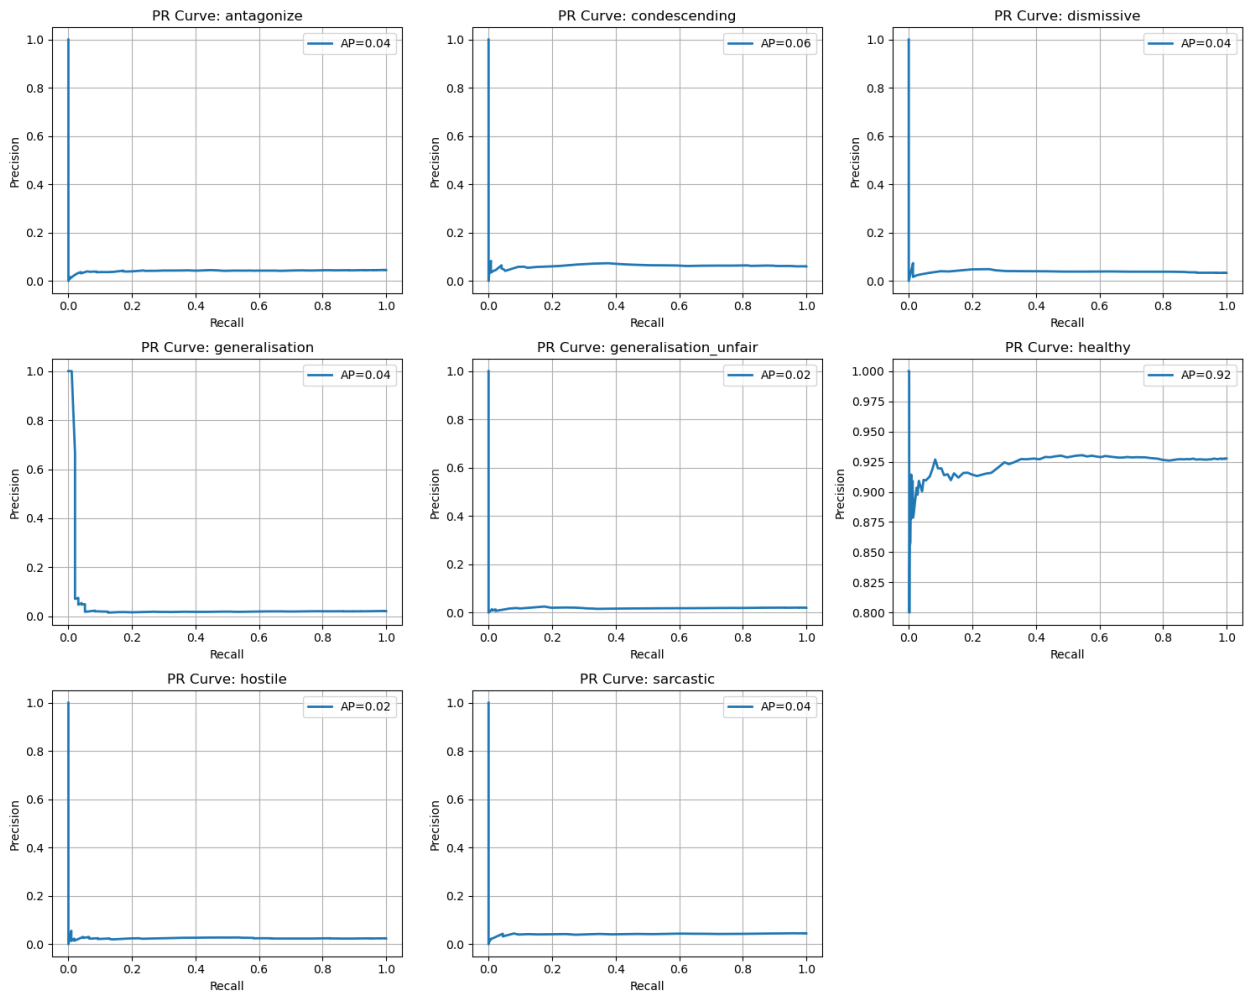 PR Curve: antagonize
AP=0.04
Precision
1.0
0.8
0.6
0.4
0.2
0.0
0.0 0.2 0.4 0.6 0.8 1.0
Recall
PR Curve: condescending
AP=0.06
Precision
1.0
0.8
0.6
0.4
0.2
0.0
0.0 0.2 0.4 0.6 0.8 1.0
Recall
PR Curve: dismissive
AP=0.04
Precision
1.0
0.8
0.6
0.4
0.2
0.0
0.0 0.2 0.4 0.6 0.8 1.0
Recall
PR Curve: generalisation
AP=0.04
Precision
1.0
0.8
0.6
0.4
0.2
0.0
0.0 0.2 0.4 0.6 0.8 1.0
Recall
PR Curve: generalisation_unfair
AP=0.02
Precision
1.0
0.8
0.6
0.4
0.2
0.0
0.0 0.2 0.4 0.6 0.8 1.0
Recall
PR Curve: healthy
AP=0.92
Precision
1.000
0.975
0.950
0.925
0.900
0.875
0.850
0.825
0.800
0.0 0.2 0.4 0.6 0.8 1.0
Recall
PR Curve: hostile
AP=0.02
Precision
1.0
0.8
0.6
0.4
0.2
0.0
0.0 0.2 0.4 0.6 0.8 1.0
Recall
PR Curve: sarcastic
AP=0.04
Precision
1.0
0.8
0.6
0.4
0.2
0.0
0.0 0.2 0.4 0.6 0.8 1.0
Recall